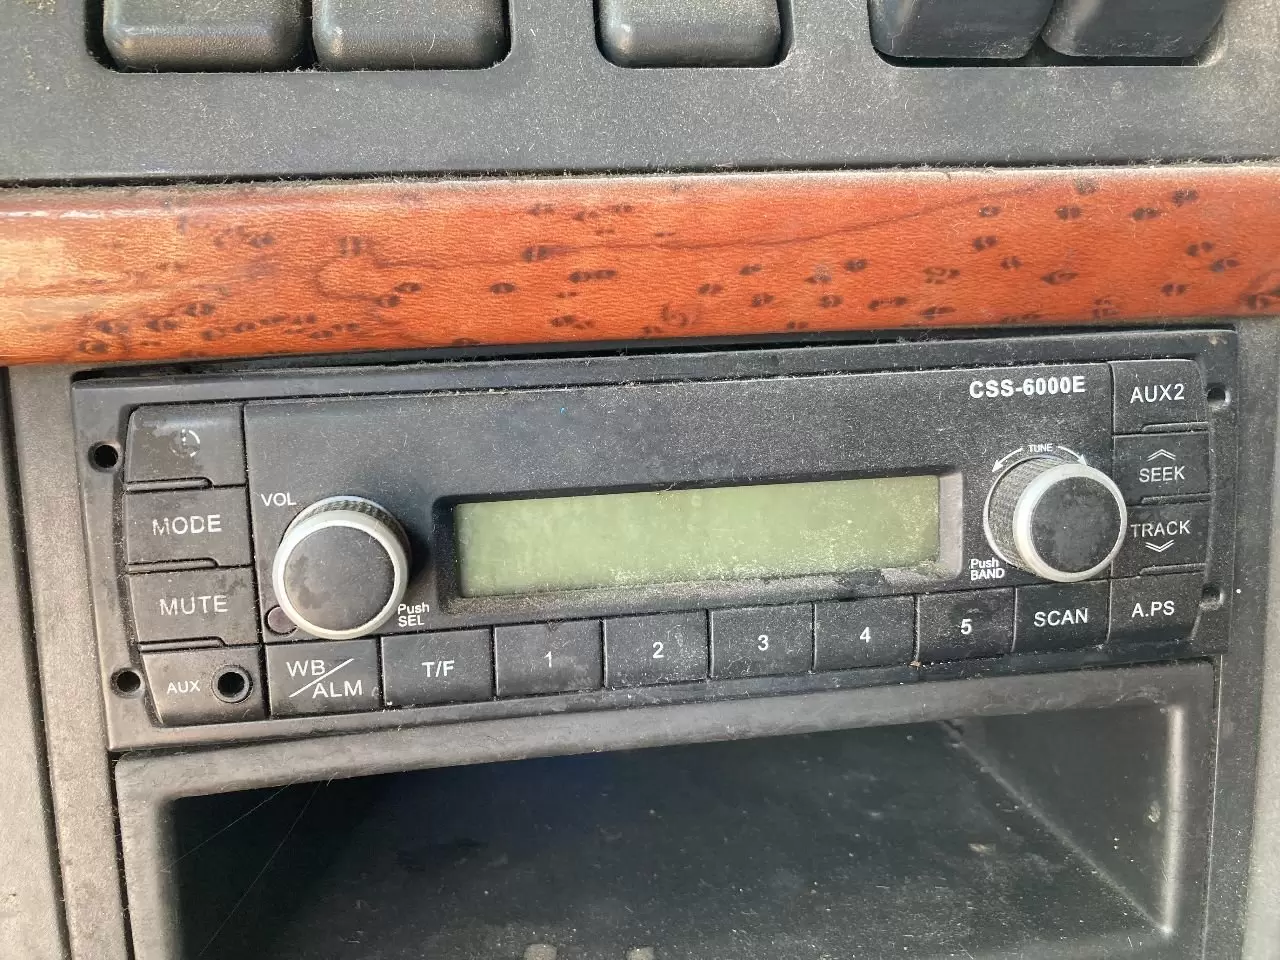 CSS-6000E
AUX2
VOL
TUNE
SEEK
MODE
TRACK
Push
BAND
MUTE
Push
SEL
WB/ALM
T/F
1
2
3
4
5
SCAN
A.PS
AUX